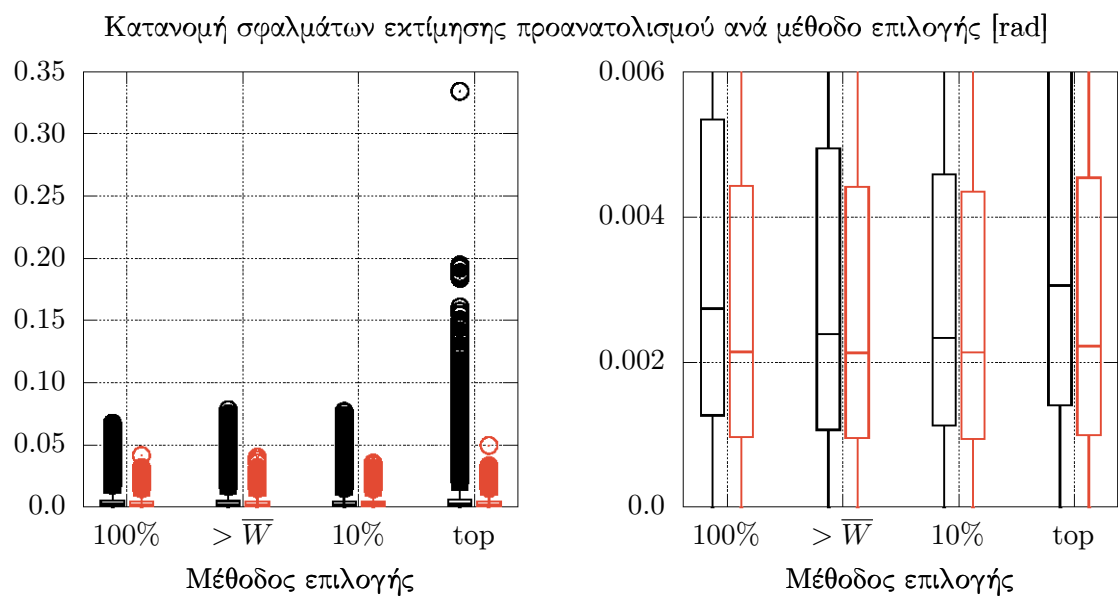 Κατανομή σφαλμάτων εκτίμησης προανατολισμού ανά μέθοδο επιλογής [rad]
0.35
0.30
0.25
0.20
0.15
0.10
0.05
0.0
100% > W̅ 10% top
Μέθοδος επιλογής
0.006
0.004
0.002
0.0
100% > W̅ 10% top
Μέθοδος επιλογής